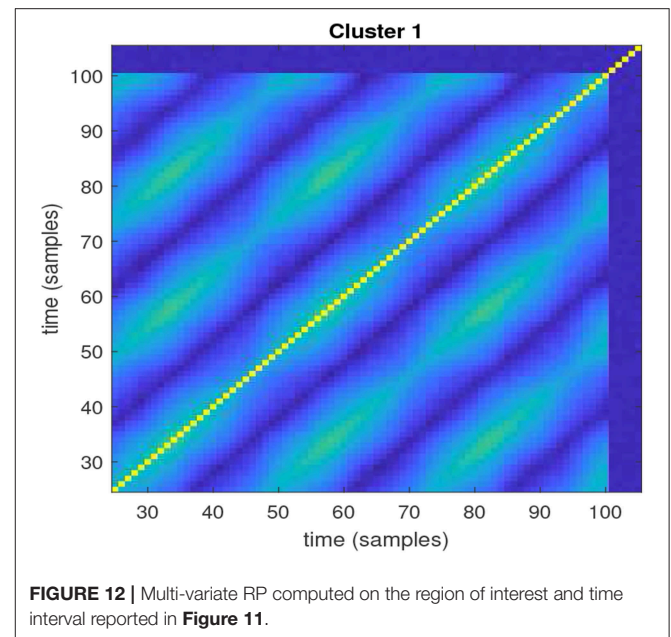 Cluster 1
time (samples)
100
90
80
70
60
50
40
30
30 40 50 60 70 80 90 100
time (samples)
FIGURE 12 | Multi-variate RP computed on the region of interest and time
interval reported in Figure 11.